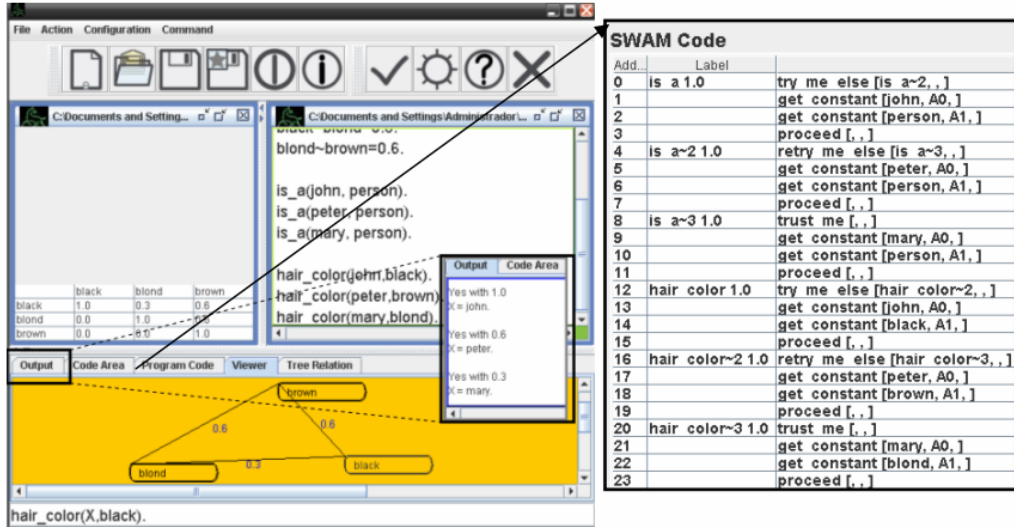 File Action Configuration Command
C:\Documents and Setting...
C:\Documents and Settings\Administrador\...
blond~brown=0.6.
is_a(john, person).
is_a(peter, person).
is_a(mary, person).
hair_color(john,black).
hair_color(peter,brown).
hair_color(mary,blond).
black blond brown
black 1.0 0.3 0.6
blond 0.0 1.0
brown 0.0 0.0 1.0
Output Code Area
Yes with 1.0
X = john.
Yes with 0.6
X = peter.
Yes with 0.3
X = mary.
Output Code Area Program Code Viewer Tree Relation
brown
0.6 0.6
blond 0.3 black
hair_color(X,black).
SWAM Code
Add... Label
0 is a 1.0 try me else [is a~2, , ]
1 get constant [john, A0, ]
2 get constant [person, A1, ]
3 proceed [, , ]
4 is a~2 1.0 retry me else [is a~3, , ]
5 get constant [peter, A0, ]
6 get constant [person, A1, ]
7 proceed [, , ]
8 is a~3 1.0 trust me [, , ]
9 get constant [mary, A0, ]
10 get constant [person, A1, ]
11 proceed [, , ]
12 hair color 1.0 try me else [hair color~2, , ]
13 get constant [john, A0, ]
14 get constant [black, A1, ]
15 proceed [, , ]
16 hair color~2 1.0 retry me else [hair color~3, , ]
17 get constant [peter, A0, ]
18 get constant [brown, A1, ]
19 proceed [, , ]
20 hair color~3 1.0 trust me [, , ]
21 get constant [mary, A0, ]
22 get constant [blond, A1, ]
23 proceed [, , ]